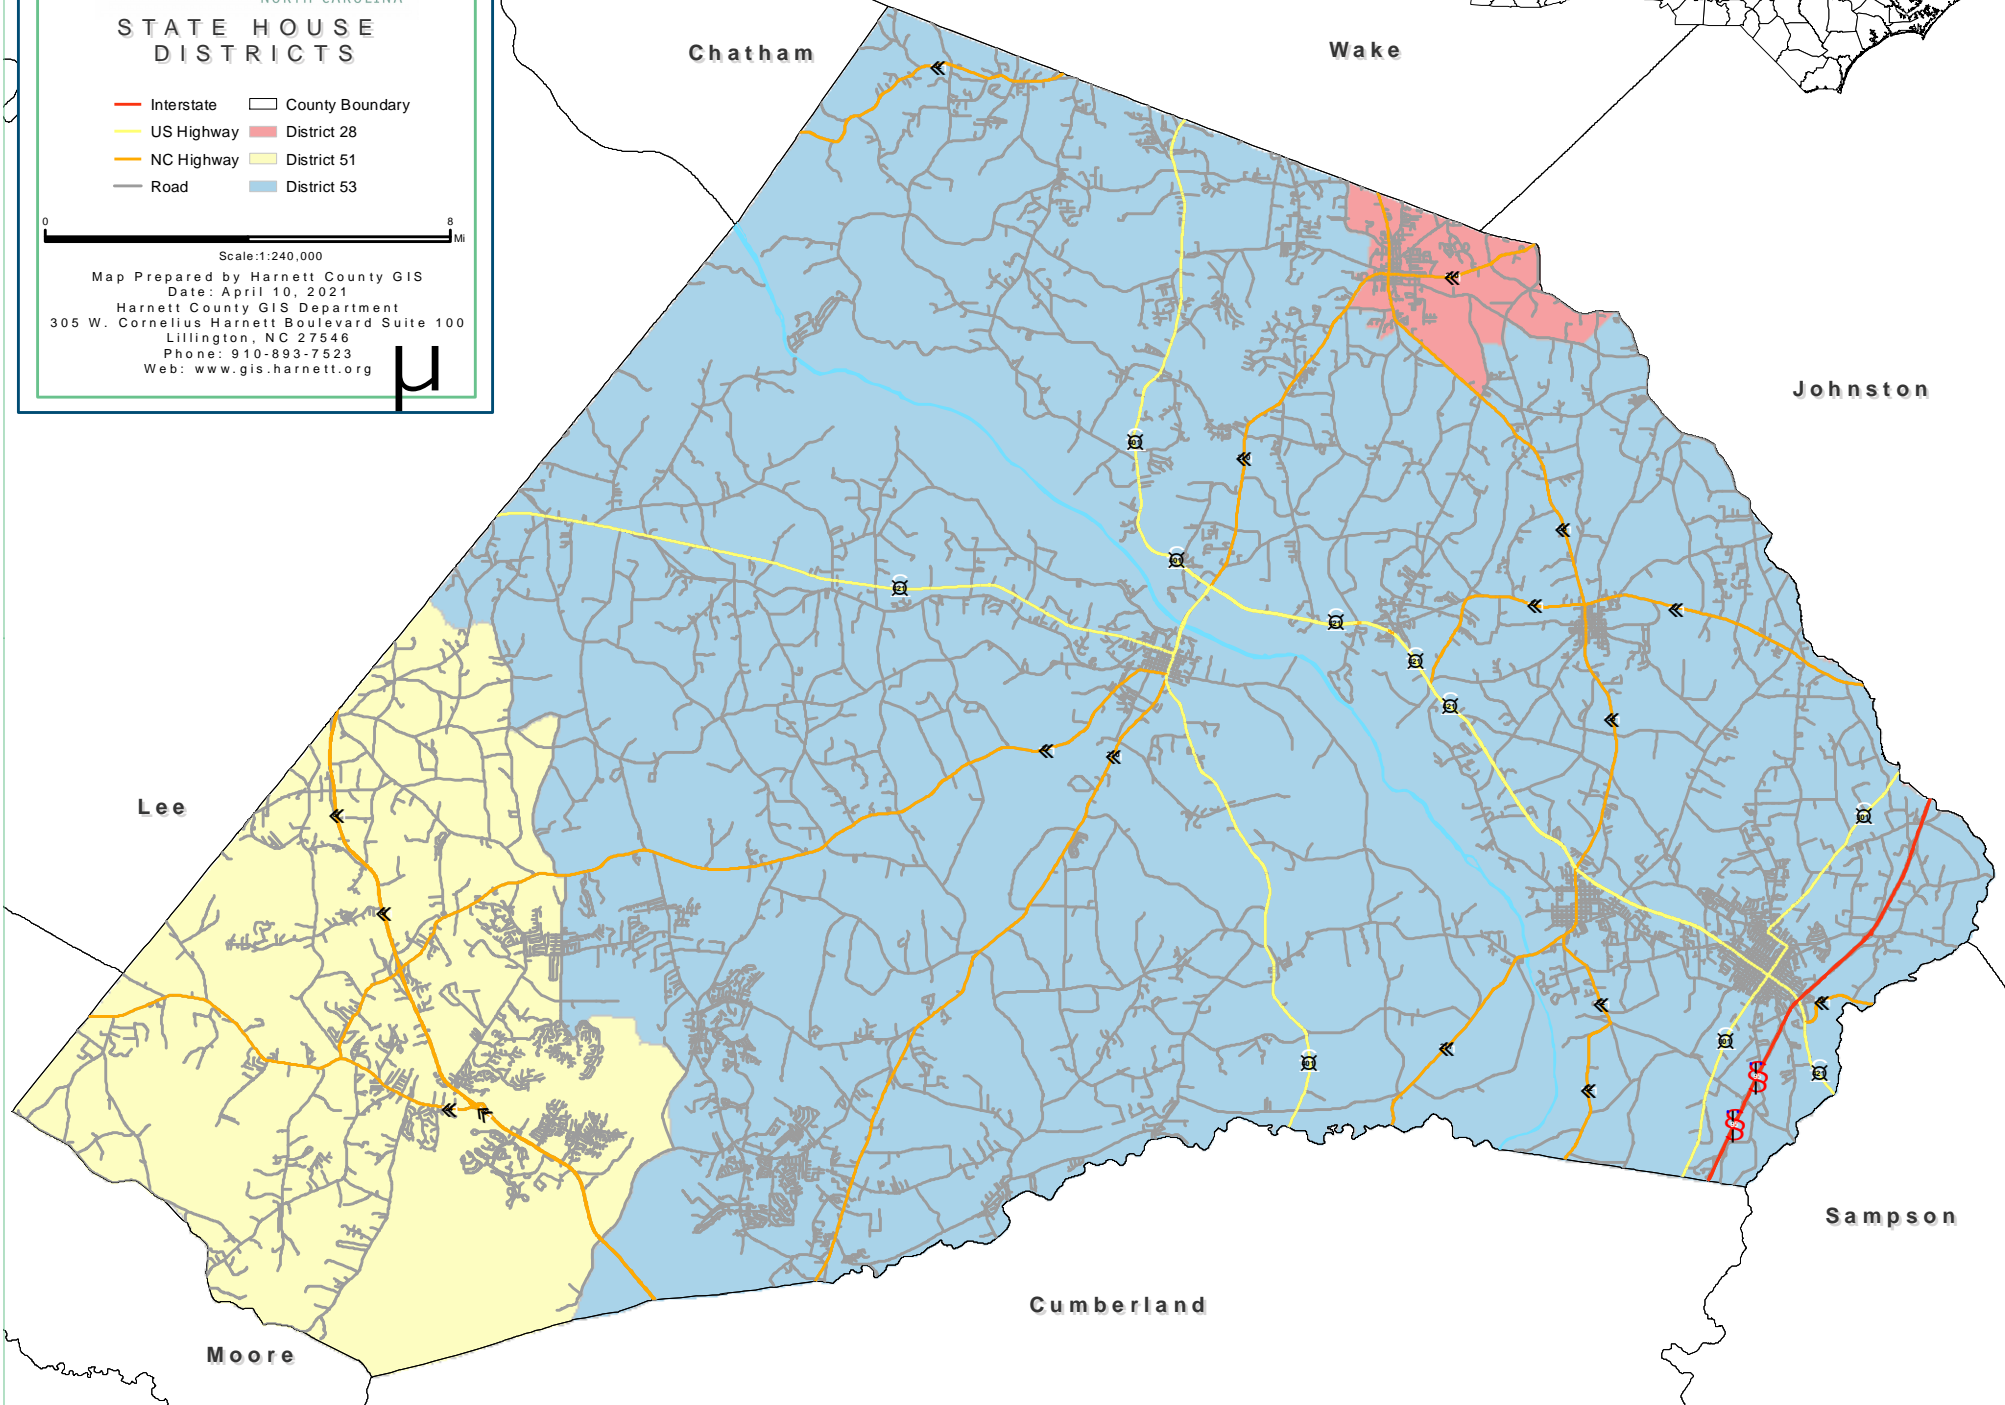 NORTH CAROLINA
STATE HOUSE
DISTRICTS
Interstate
County Boundary
US Highway
District 28
NC Highway
District 51
Road
District 53
0
8
Mi
Scale:1:240,000
Map Prepared by Harnett County GIS
Date: April 10, 2021
Harnett County GIS Department
305 W. Cornelius Harnett Boulevard Suite 100
Lillington, NC 27546
Phone: 910-893-7523
Web: www.gis.harnett.org
µ
Chatham
Wake
Johnston
Lee
Sampson
Cumberland
Moore